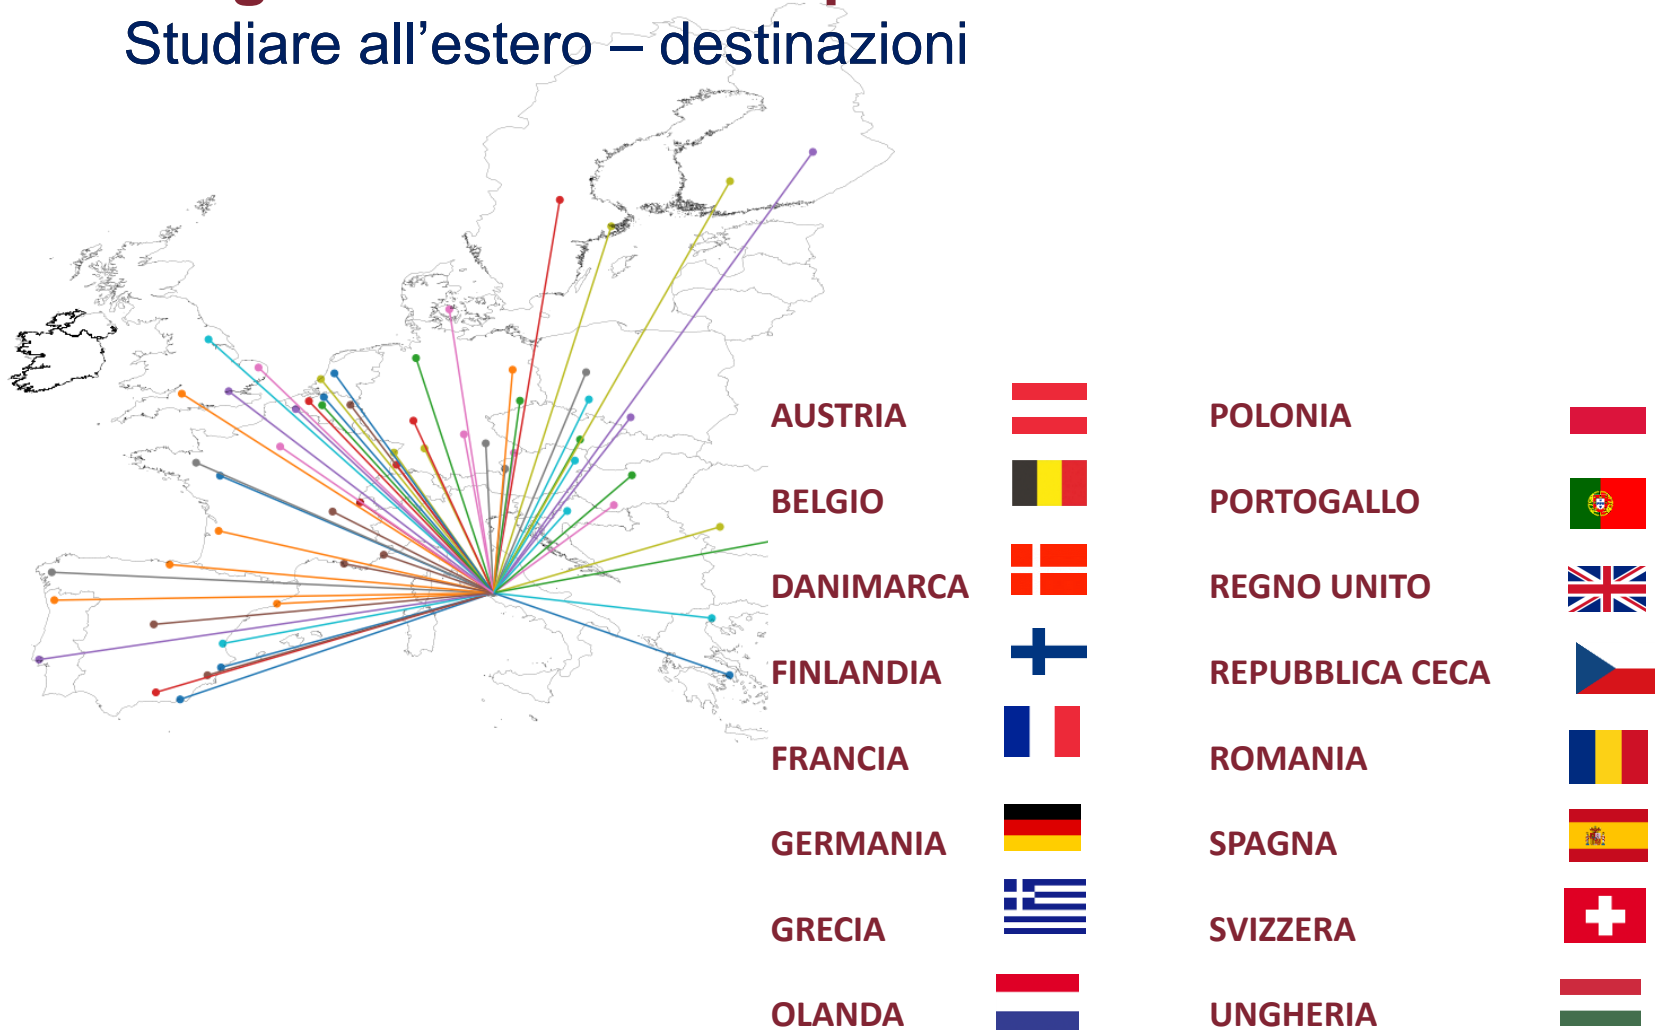 Studiare all’estero – destinazioni
AUSTRIA
BELGIO
DANIMARCA
FINLANDIA
FRANCIA
GERMANIA
GRECIA
OLANDA
POLONIA
PORTOGALLO
REGNO UNITO
REPUBBLICA CECA
ROMANIA
SPAGNA
SVIZZERA
UNGHERIA